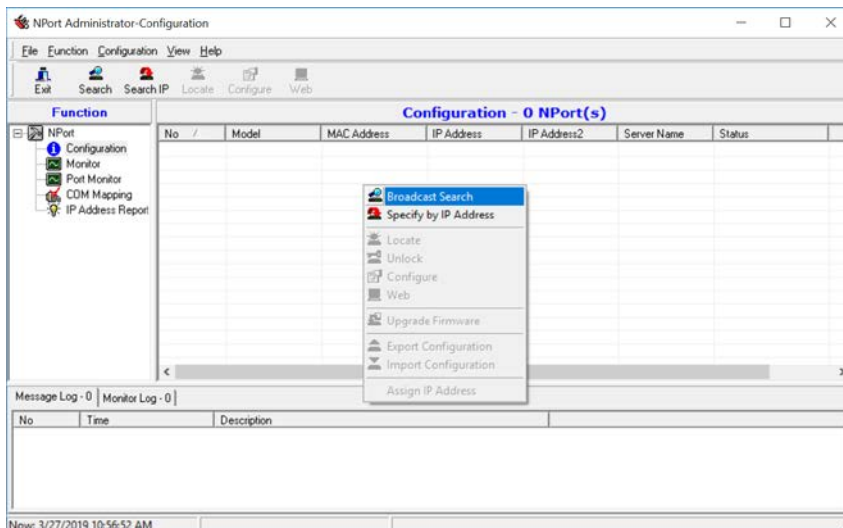 NPort Administrator-Configuration
File Function Configuration View Help
Exit Search Search IP Locate Configure Web
Function
Configuration - 0 NPort(s)
NPort
Configuration
Monitor
Port Monitor
COM Mapping
IP Address Report
No / Model MAC Address IP Address IP Address2 Server Name Status
Broadcast Search
Specify by IP Address
Locate
Unlock
Configure
Web
Upgrade Firmware
Export Configuration
Import Configuration
Assign IP Address
Message Log - 0 Monitor Log - 0
No Time Description
Now: 3/27/2019 10:56:52 AM